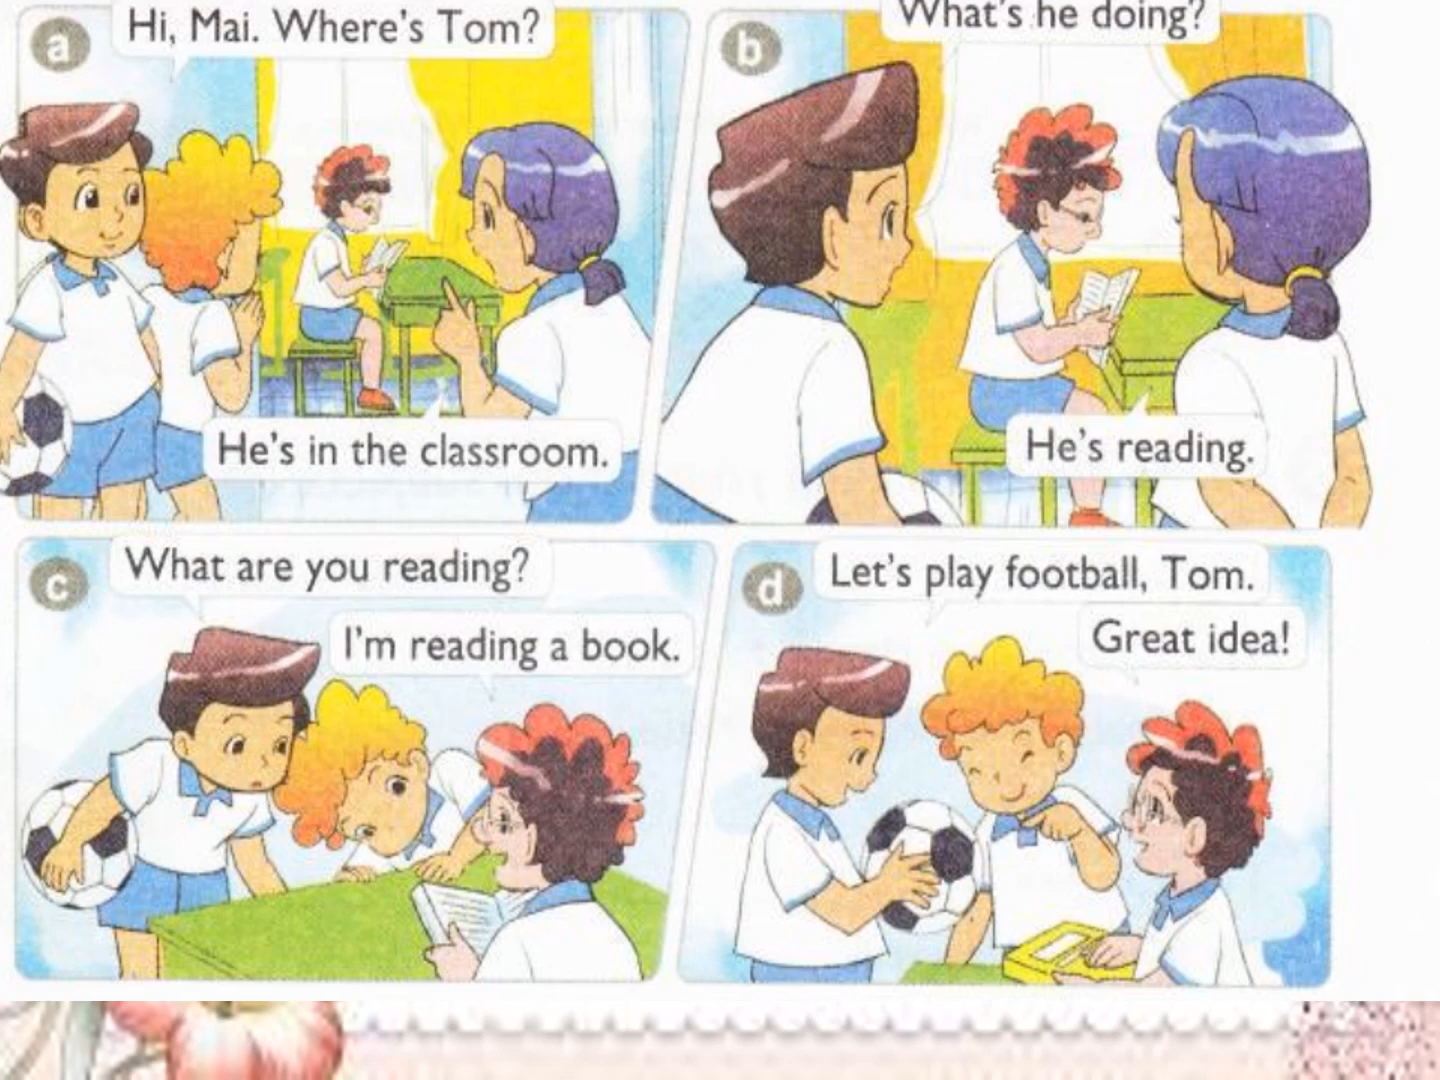 a
Hi, Mai. Where's Tom?
He's in the classroom.
b
What's he doing?
He's reading.
c
What are you reading?
I'm reading a book.
d
Let's play football, Tom.
Great idea!